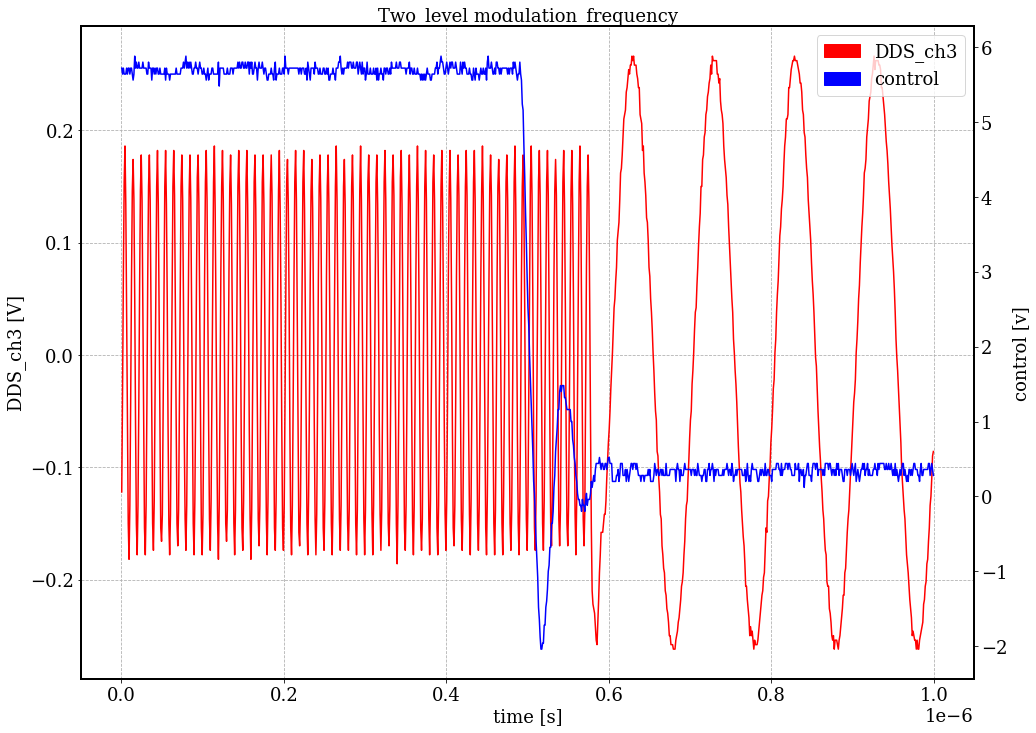 Two_level modulation_frequency
DDS_ch3
control
0.2
0.1
0.0
−0.1
−0.2
DDS_ch3 [V]
6
5
4
3
2
1
0
−1
−2
control [v]
0.0 0.2 0.4 0.6 0.8 1.0
time [s]
1e−6